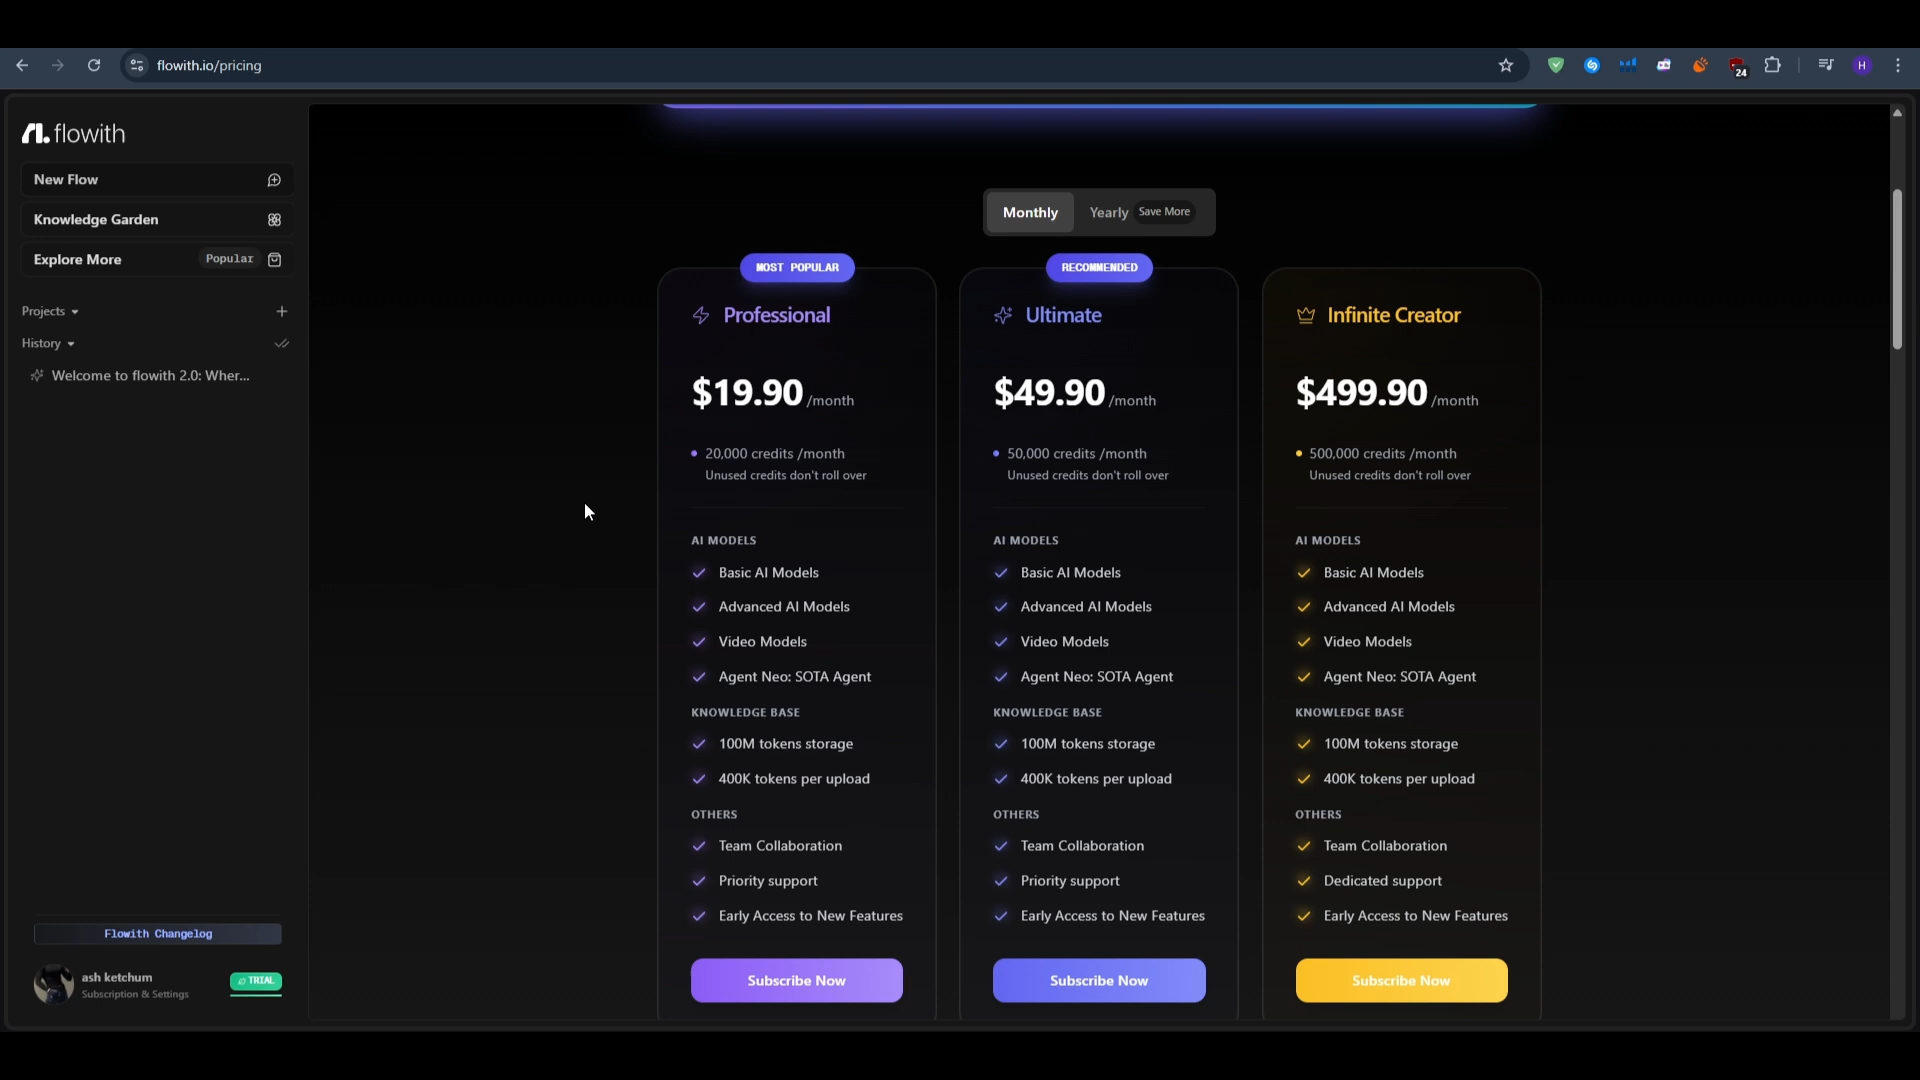 flowith.io/pricing
24
H
flowith
New Flow
Knowledge Garden
Explore More
Popular
Projects
History
Welcome to flowith 2.0: Wher...
Flowith Changelog
ash ketchum
Subscription & Settings
TRIAL
Monthly
Yearly
Save More
MOST POPULAR
Professional
$19.90 /month
20,000 credits /month
Unused credits don't roll over
AI MODELS
Basic AI Models
Advanced AI Models
Video Models
Agent Neo: SOTA Agent
KNOWLEDGE BASE
100M tokens storage
400K tokens per upload
OTHERS
Team Collaboration
Priority support
Early Access to New Features
Subscribe Now
RECOMMENDED
Ultimate
$49.90 /month
50,000 credits /month
Unused credits don't roll over
AI MODELS
Basic AI Models
Advanced AI Models
Video Models
Agent Neo: SOTA Agent
KNOWLEDGE BASE
100M tokens storage
400K tokens per upload
OTHERS
Team Collaboration
Priority support
Early Access to New Features
Subscribe Now
Infinite Creator
$499.90 /month
500,000 credits /month
Unused credits don't roll over
AI MODELS
Basic AI Models
Advanced AI Models
Video Models
Agent Neo: SOTA Agent
KNOWLEDGE BASE
100M tokens storage
400K tokens per upload
OTHERS
Team Collaboration
Dedicated support
Early Access to New Features
Subscribe Now